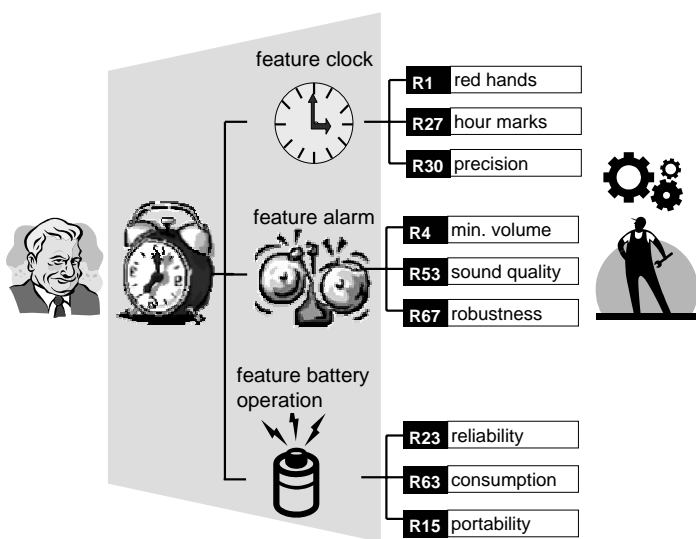 feature clock
R1 red hands
R27 hour marks
R30 precision
feature alarm
R4 min. volume
R53 sound quality
R67 robustness
feature battery
operation
R23 reliability
R63 consumption
R15 portability